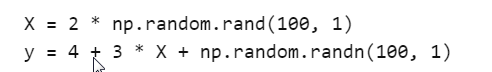 X = 2 * np.random.rand(100, 1)
y = 4 + 3 * X + np.random.randn(100, 1)